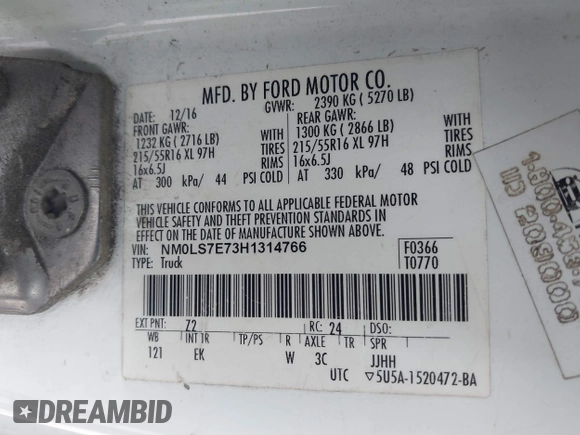 MFD. BY FORD MOTOR CO.
DATE: 12/16 GVWR: 2390 KG ( 5270 LB)
FRONT GAWR: REAR GAWR:
1232 KG ( 2716 LB) WITH 1300 KG ( 2866 LB) WITH
215/55R16 XL 97H TIRES 215/55R16 XL 97H TIRES
16x6.5J RIMS 16x6.5J RIMS
AT 300 kPa/ 44 PSI COLD AT 330 kPa/ 48 PSI COLD
THIS VEHICLE CONFORMS TO ALL APPLICABLE FEDERAL MOTOR
VEHICLE SAFETY AND THEFT PREVENTION STANDARDS IN
EFFECT ON THE DATE OF MANUFACTURE SHOWN ABOVE.
VIN: NM0LS7E73H1314766 F0366
TYPE: Truck T0770
EXT PNT: Z2 RC: 24 DSO:
WB INT TR TP/PS R AXLE TR SPR
121 EK W 3C JJHH
UTC ▽5U5A-1520472-BA
DREAMBID